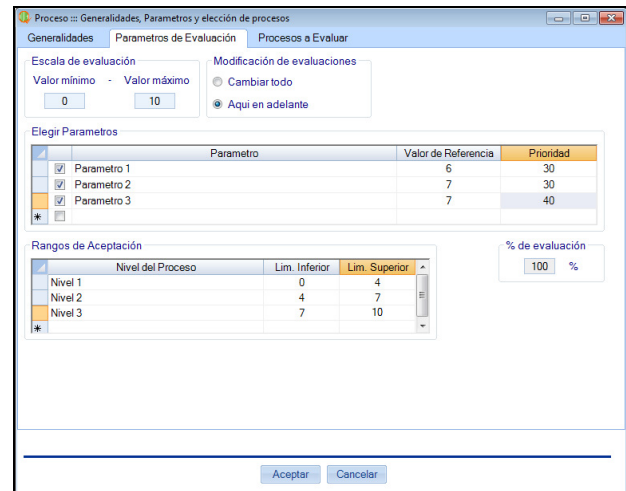 Proceso ::: Generalidades, Parametros y elección de procesos
Generalidades Parametros de Evaluación Procesos a Evaluar
Escala de evaluación
Valor mínimo - Valor máximo
0 10
Modificación de evaluaciones
Cambiar todo
Aqui en adelante
Elegir Parametros
Parametro Valor de Referencia Prioridad
Parametro 1 6 30
Parametro 2 7 30
Parametro 3 7 40
Rangos de Aceptación
Nivel del Proceso Lim. Inferior Lim. Superior
Nivel 1 0 4
Nivel 2 4 7
Nivel 3 7 10
% de evaluación
100 %
Aceptar Cancelar